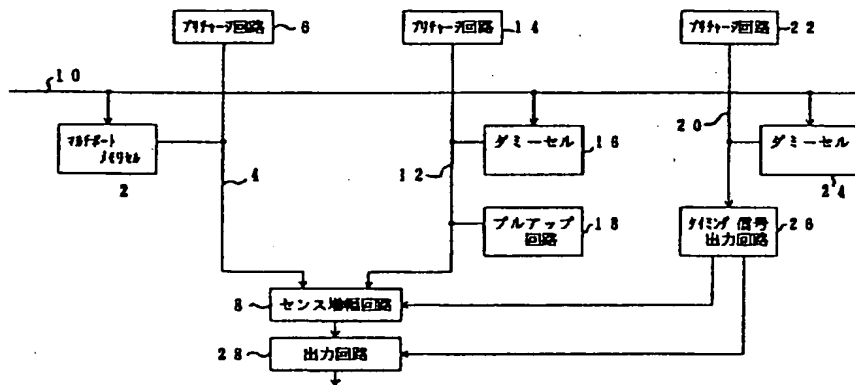 プリチャージ回路 6
プリチャージ回路 14
プリチャージ回路 22
10
マルチポート
メモリセル
2
4
12
ダミーセル
16
20
ダミーセル
24
プルアップ
回路
18
タイミング信号
出力回路
26
8 センス増幅回路
28 出力回路